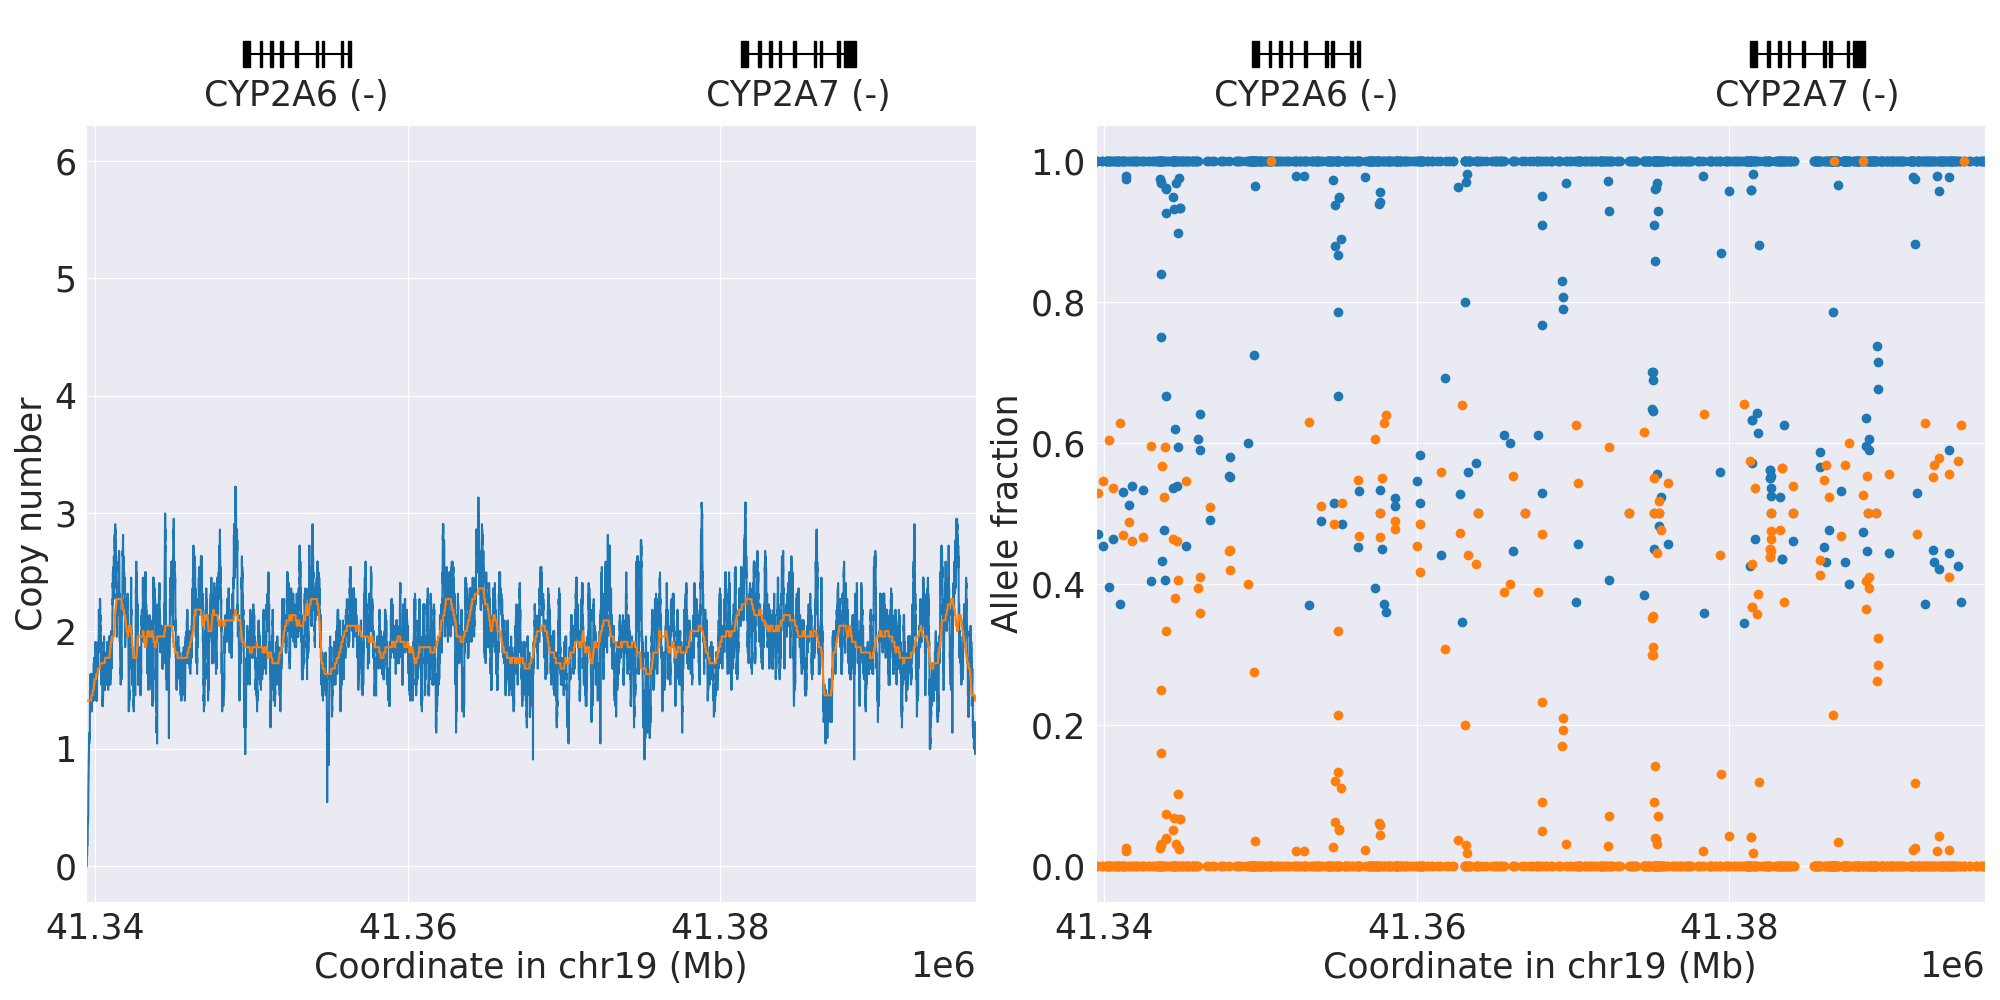 CYP2A6 (-)
CYP2A7 (-)
6
5
4
3
2
1
0
Copy number
41.34
41.36
41.38
Coordinate in chr19 (Mb)
1e6
CYP2A6 (-)
CYP2A7 (-)
1.0
0.8
0.6
0.4
0.2
0.0
Allele fraction
41.34
41.36
41.38
Coordinate in chr19 (Mb)
1e6